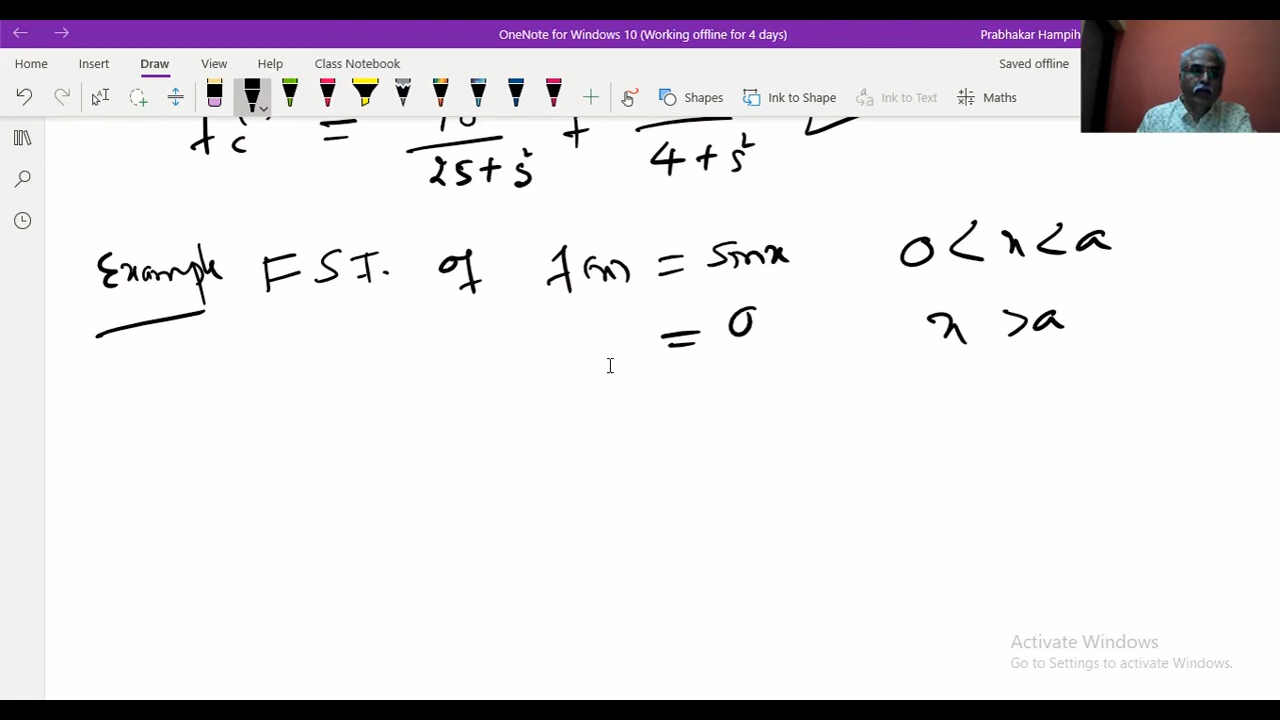 OneNote for Windows 10 (Working offline for 4 days)
Prabhakar Hampih
Home Insert Draw View Help Class Notebook Saved offline
Shapes Ink to Shape Ink to Text Maths
f c = 10 +
25+s² 4+s²
Example F S T. of f(x) = Sinx 0<x<a
= 0 x >a
Activate Windows
Go to Settings to activate Windows.